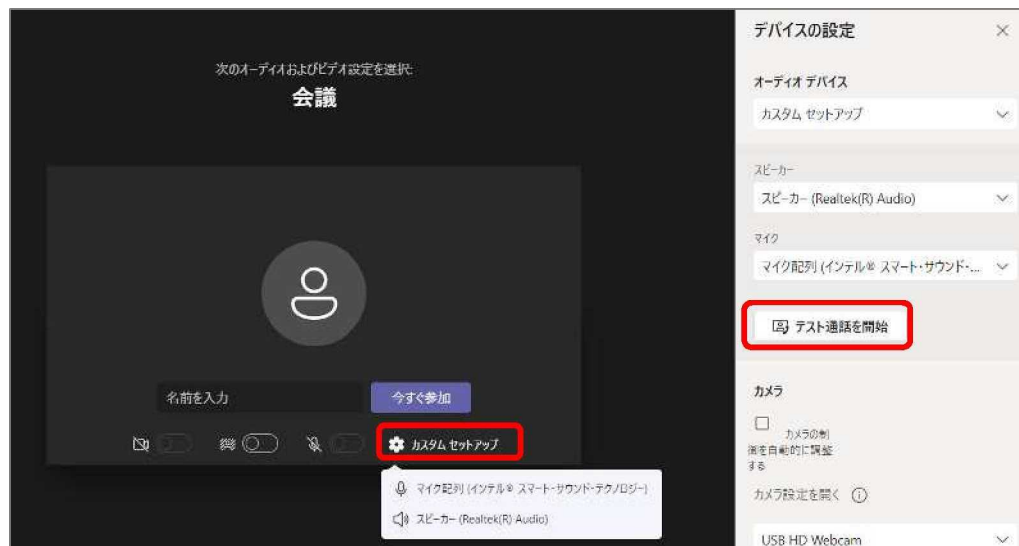 次のオーディオおよびビデオ設定を選択:
会議
名前を入力
今すぐ参加
カスタム セットアップ
マイク配列 (インテル® スマート・サウンド・テクノロジー)
スピーカー (Realtek(R) Audio)
デバイスの設定
オーディオ デバイス
カスタム セットアップ
スピーカー
スピーカー (Realtek(R) Audio)
マイク
マイク配列 (インテル® スマート・サウンド・...
テスト通話を開始
カメラ
カメラの制
御を自動的に調整
する
カメラ設定を開く
USB HD Webcam